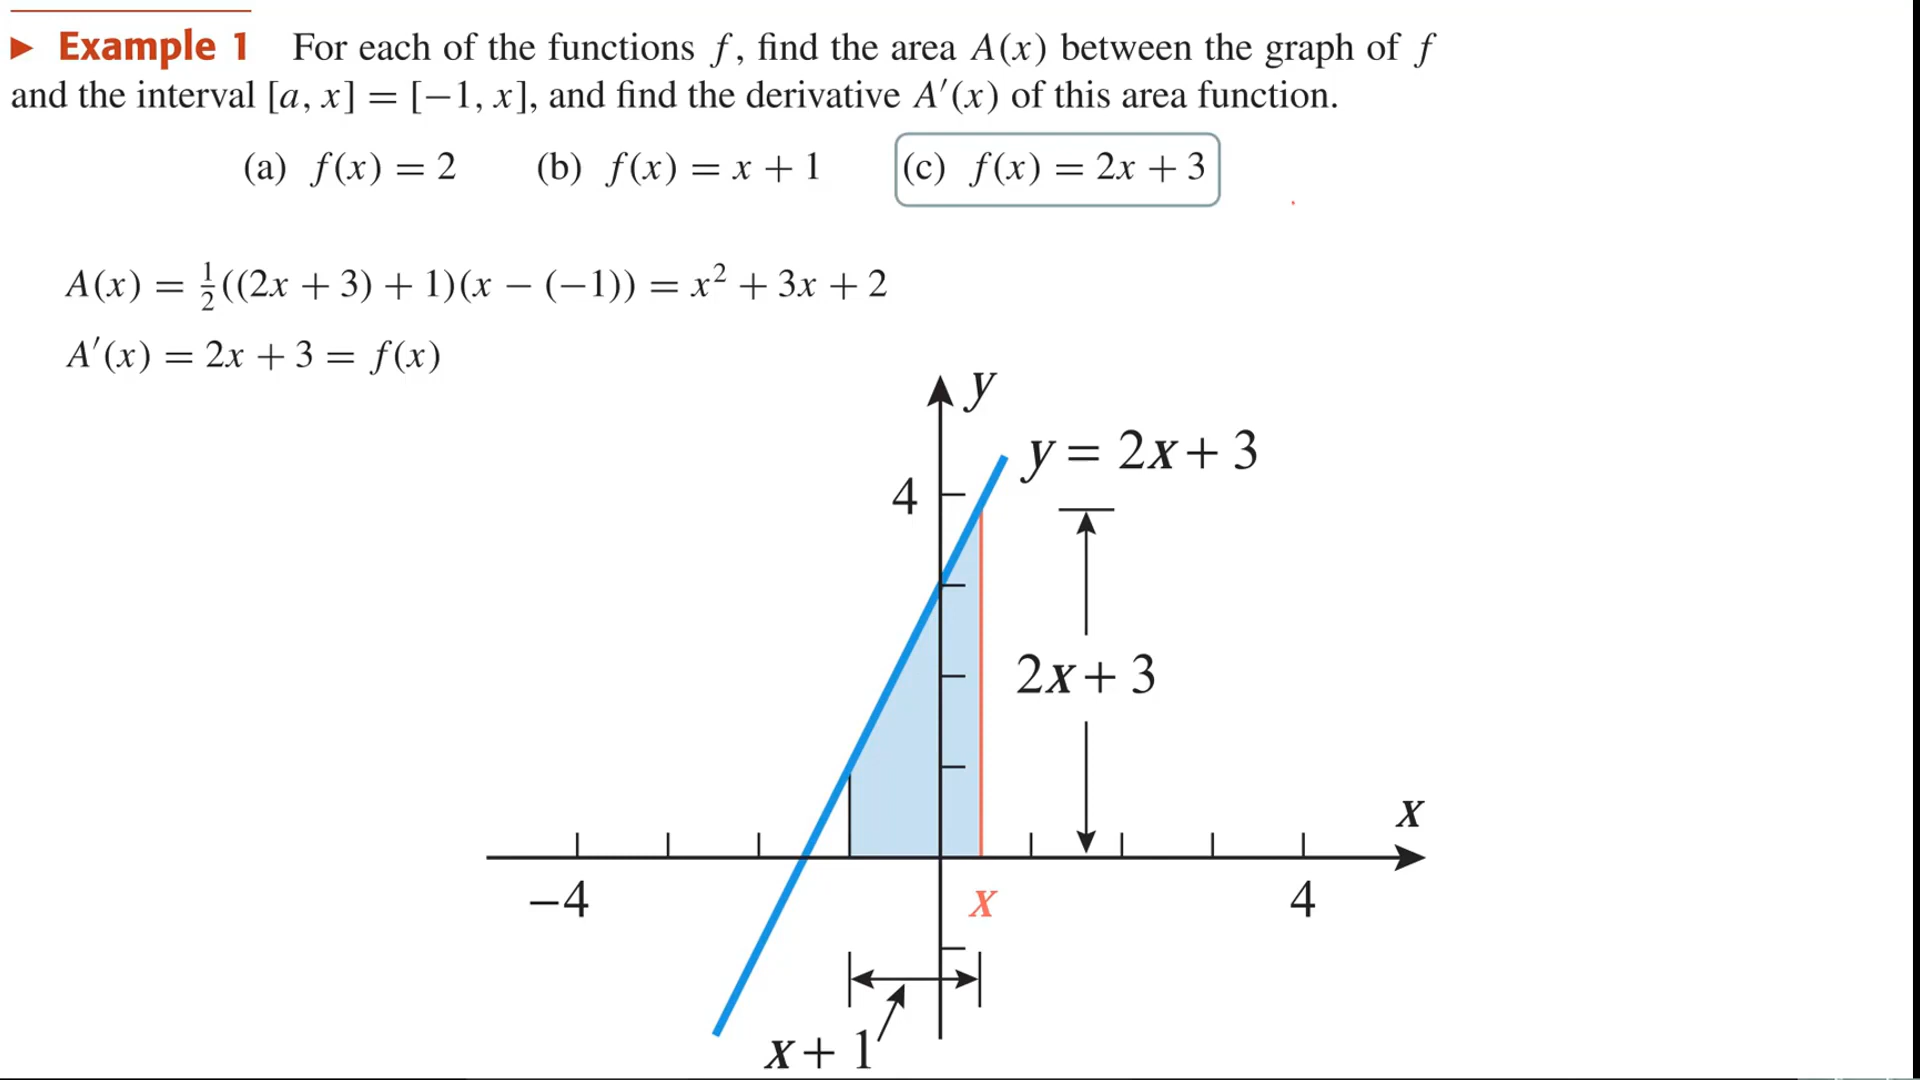 ► Example 1 For each of the functions f, find the area A(x) between the graph of f
and the interval [a, x] = [−1, x], and find the derivative A′(x) of this area function.
(a) f(x) = 2 (b) f(x) = x + 1 (c) f(x) = 2x + 3
A(x) = ½((2x + 3) + 1)(x − (−1)) = x² + 3x + 2
A′(x) = 2x + 3 = f(x)
y
y = 2x + 3
4
2x + 3
x
−4
x
4
x + 1